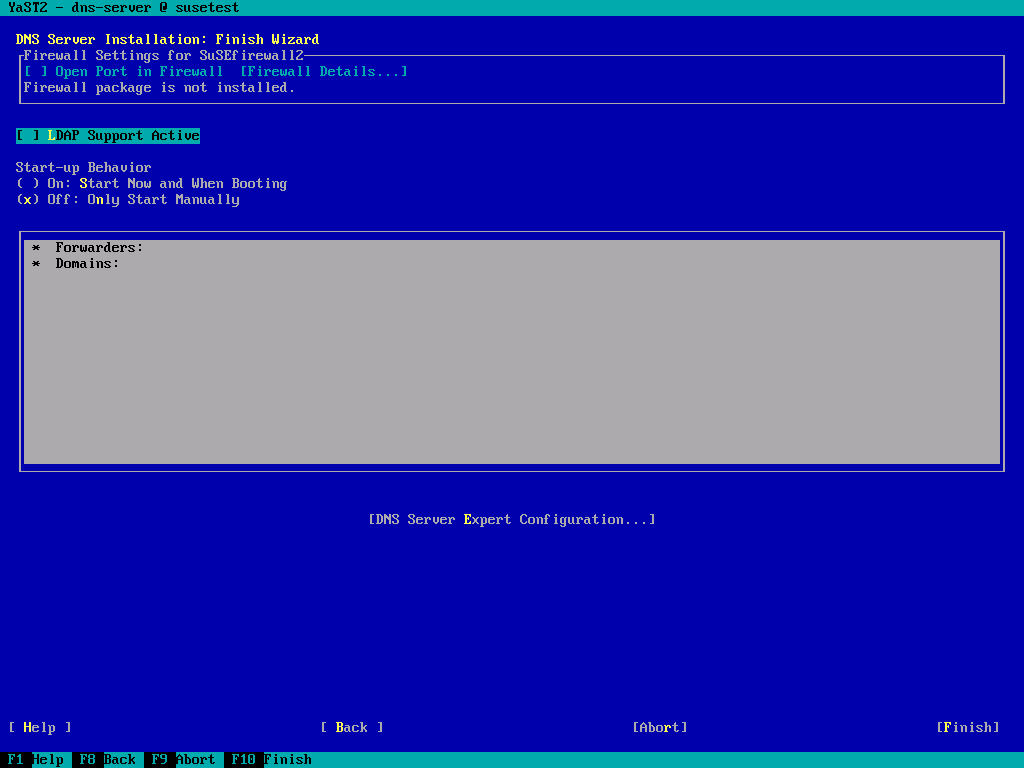 YaST2 - dns-server @ susetest
DNS Server Installation: Finish Wizard
Firewall Settings for SuSEfirewall2
[ ] Open Port in Firewall  [Firewall Details...]
Firewall package is not installed.
[ ] LDAP Support Active
Start-up Behavior
( ) On: Start Now and When Booting
(x) Off: Only Start Manually
*  Forwarders:
*  Domains:
[DNS Server Expert Configuration...]
[ Help ]  [ Back ]  [Abort]  [Finish]
F1 Help  F8 Back  F9 Abort  F10 Finish